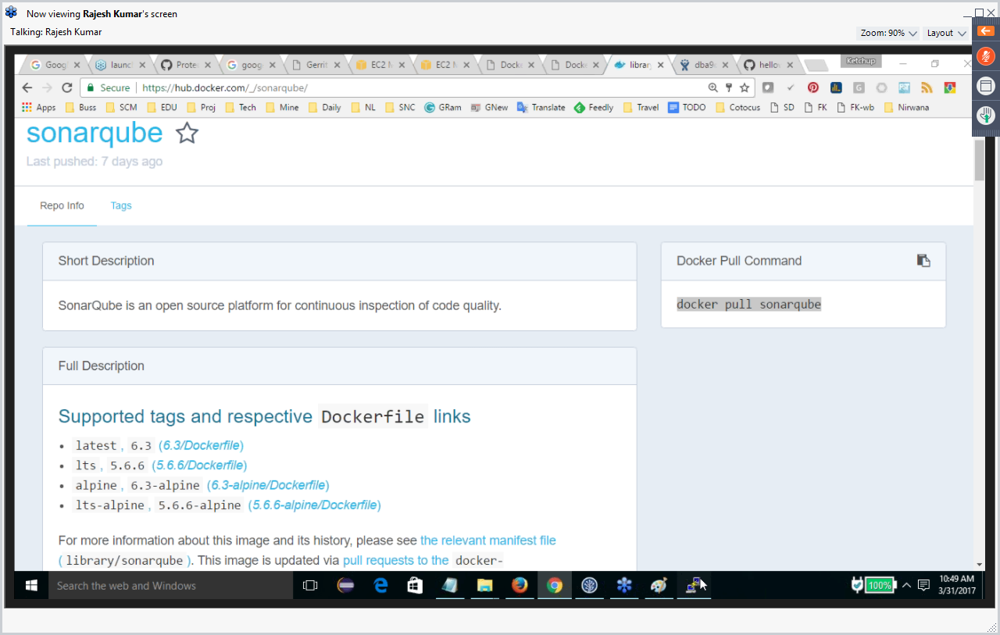 Now viewing Rajesh Kumar's screen
Talking: Rajesh Kumar
Zoom: 90% Layout
Googl launc Prote goog Gerrit EC2 M EC2 M Docke Docke library dba9 hello Ketchup
Secure https://hub.docker.com/_/sonarqube/
Apps Buss SCM EDU Proj Tech Mine Daily NL SNC GRam GNew Translate Feedly Travel TODO Cotocus SD FK FK-wb Nirwana
sonarqube
Last pushed: 7 days ago
Repo Info Tags
Short Description
SonarQube is an open source platform for continuous inspection of code quality.
Docker Pull Command
docker pull sonarqube
Full Description
Supported tags and respective Dockerfile links
• latest , 6.3 (6.3/Dockerfile)
• lts , 5.6.6 (5.6.6/Dockerfile)
• alpine , 6.3-alpine (6.3-alpine/Dockerfile)
• lts-alpine , 5.6.6-alpine (5.6.6-alpine/Dockerfile)
For more information about this image and its history, please see the relevant manifest file
( library/sonarqube ). This image is updated via pull requests to the docker-
Search the web and Windows
100%
10:49 AM
3/31/2017